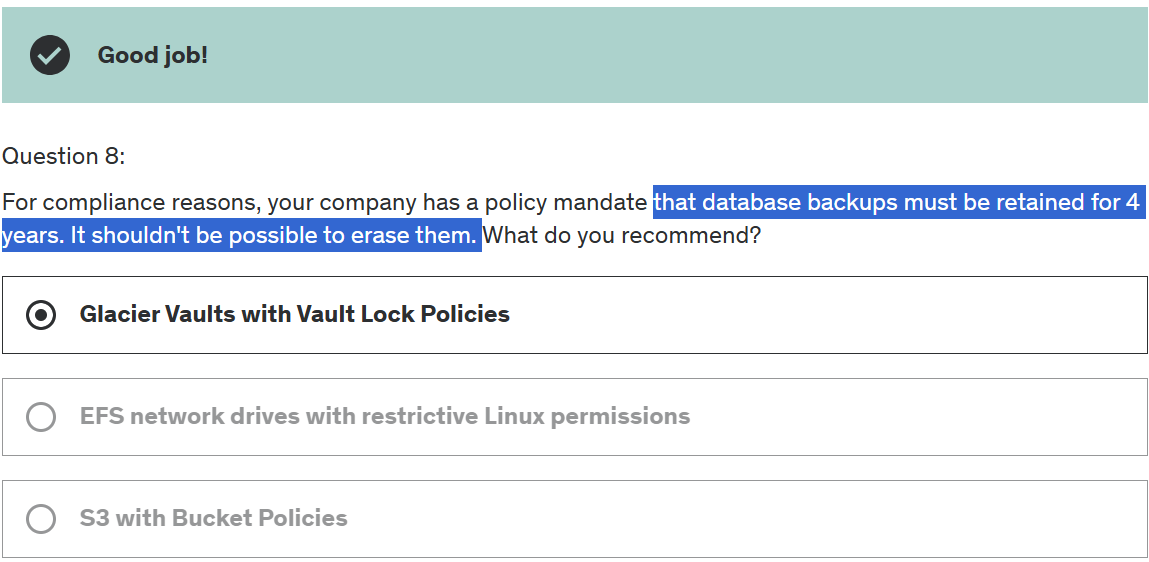 Good job!
Question 8:
For compliance reasons, your company has a policy mandate that database backups must be retained for 4
years. It shouldn't be possible to erase them. What do you recommend?
Glacier Vaults with Vault Lock Policies
EFS network drives with restrictive Linux permissions
S3 with Bucket Policies